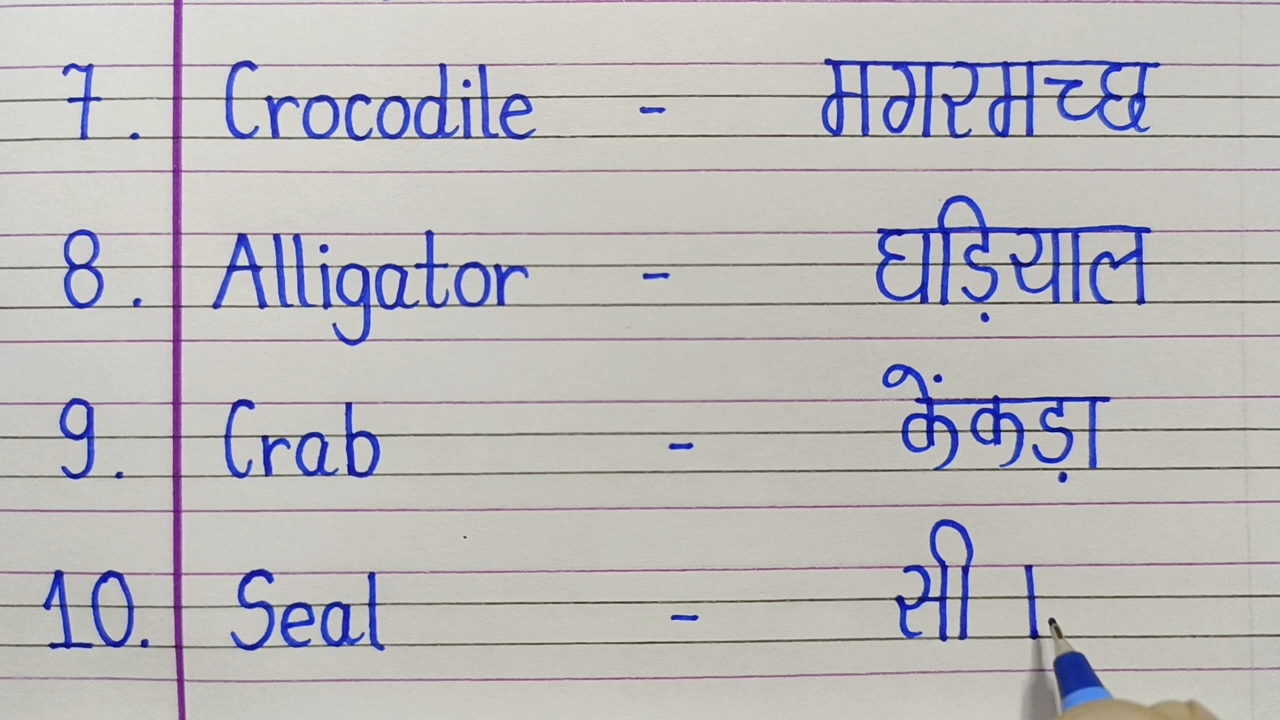 7. Crocodile - मगरमच्छ
8. Alligator - घड़ियाल
9. Crab - केंकड़ा
10. Seal - सी